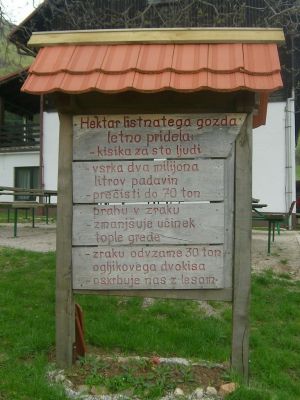 Hektar listnatega gozda
letno pridela:
- kisika za sto ljudi
- vsrka dva milijona
litrov padavin
- prečisti do 70 ton
prahu v zraku
- zmanjšuje učinek
tople grede
- zraku odvzame 30 ton
ogljikovega dvokisa
- oskrbuje nas z lesom